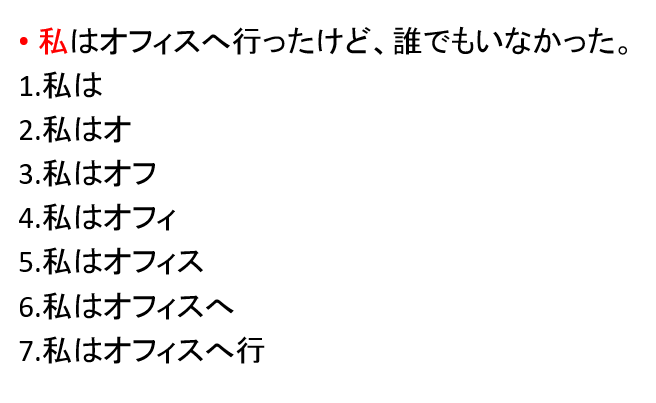 • 私はオフィスへ行ったけど、誰でもいなかった。
1.私は
2.私はオ
3.私はオフ
4.私はオフィ
5.私はオフィス
6.私はオフィスへ
7.私はオフィスへ行